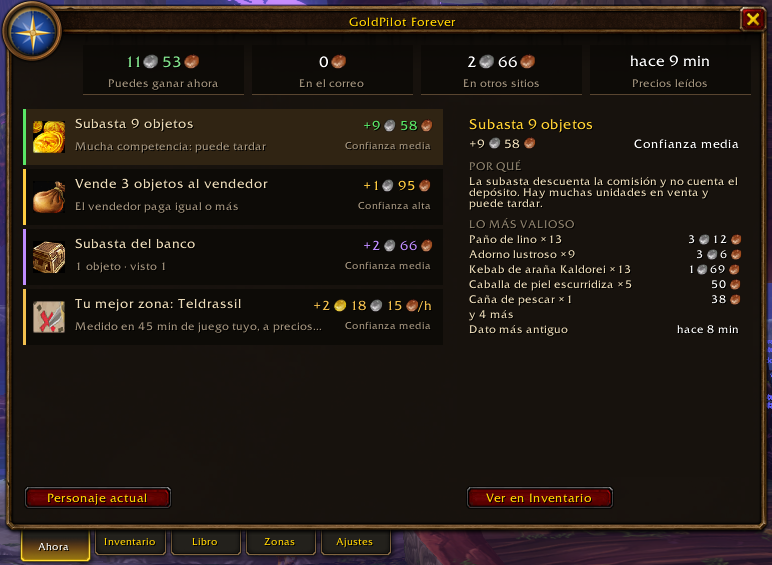 GoldPilot Forever
11 53
Puedes ganar ahora
0
En el correo
2 66
En otros sitios
hace 9 min
Precios leídos
Subasta 9 objetos
+9 58
Mucha competencia: puede tardar
Confianza media
Vende 3 objetos al vendedor
+1 95
El vendedor paga igual o más
Confianza alta
Subasta del banco
+2 66
1 objeto · visto 1
Confianza media
Tu mejor zona: Teldrassil
+2 18 15 /h
Medido en 45 min de juego tuyo, a precios...
Confianza media
Subasta 9 objetos
+9 58
Confianza media
POR QUÉ
La subasta descuenta la comisión y no cuenta el
depósito. Hay muchas unidades en venta y
puede tardar.
LO MÁS VALIOSO
Paño de lino ×13 3 12
Adorno lustroso ×9 3 6
Kebab de araña Kaldorei ×13 1 69
Caballa de piel escurridiza ×5 50
Caña de pescar ×1 38
y 4 más
Dato más antiguo hace 8 min
Personaje actual
Ver en Inventario
Ahora
Inventario
Libro
Zonas
Ajustes